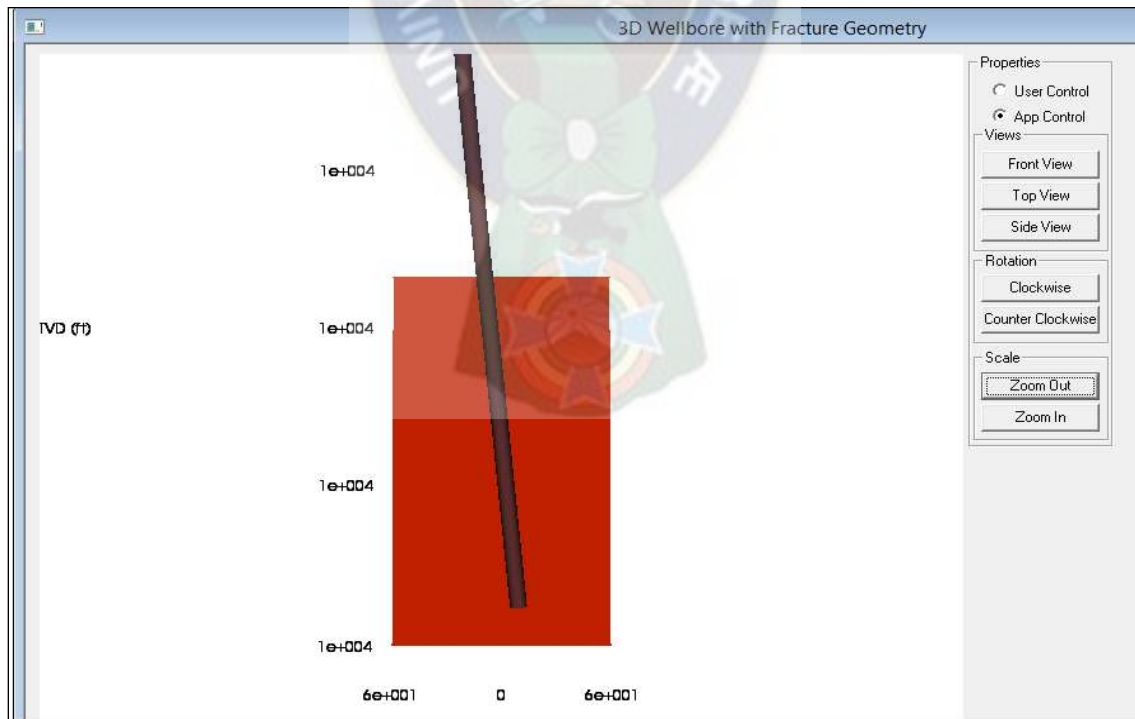 3D Wellbore with Fracture Geometry
Properties
User Control
App Control
Views
Front View
Top View
Side View
Rotation
Clockwise
Counter Clockwise
Scale
Zoom Out
Zoom In
1e+004
TVD (ft)
1e+004
1e+004
1e+004
6e+001 0 6e+001